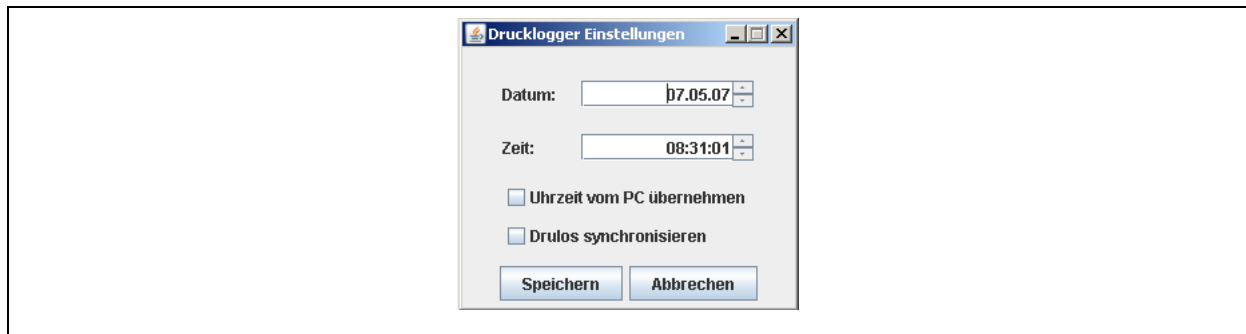 Drucklogger Einstellungen
Datum: 07.05.07
Zeit: 08:31:01
Uhrzeit vom PC übernehmen
Drulos synchronisieren
Speichern Abbrechen